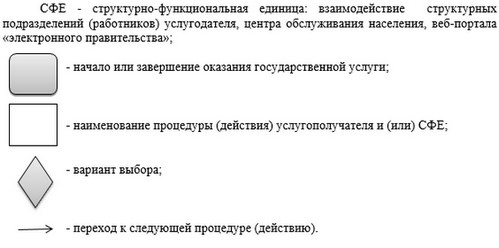 СФЕ - структурно-функциональная единица: взаимодействие структурных
подразделений (работников) услугодателя, центра обслуживания населения, веб-портала
«электронного правительства»;
- начало или завершение оказания государственной услуги;
- наименование процедуры (действия) услугополучателя и (или) СФЕ;
- вариант выбора;
- переход к следующей процедуре (действию).